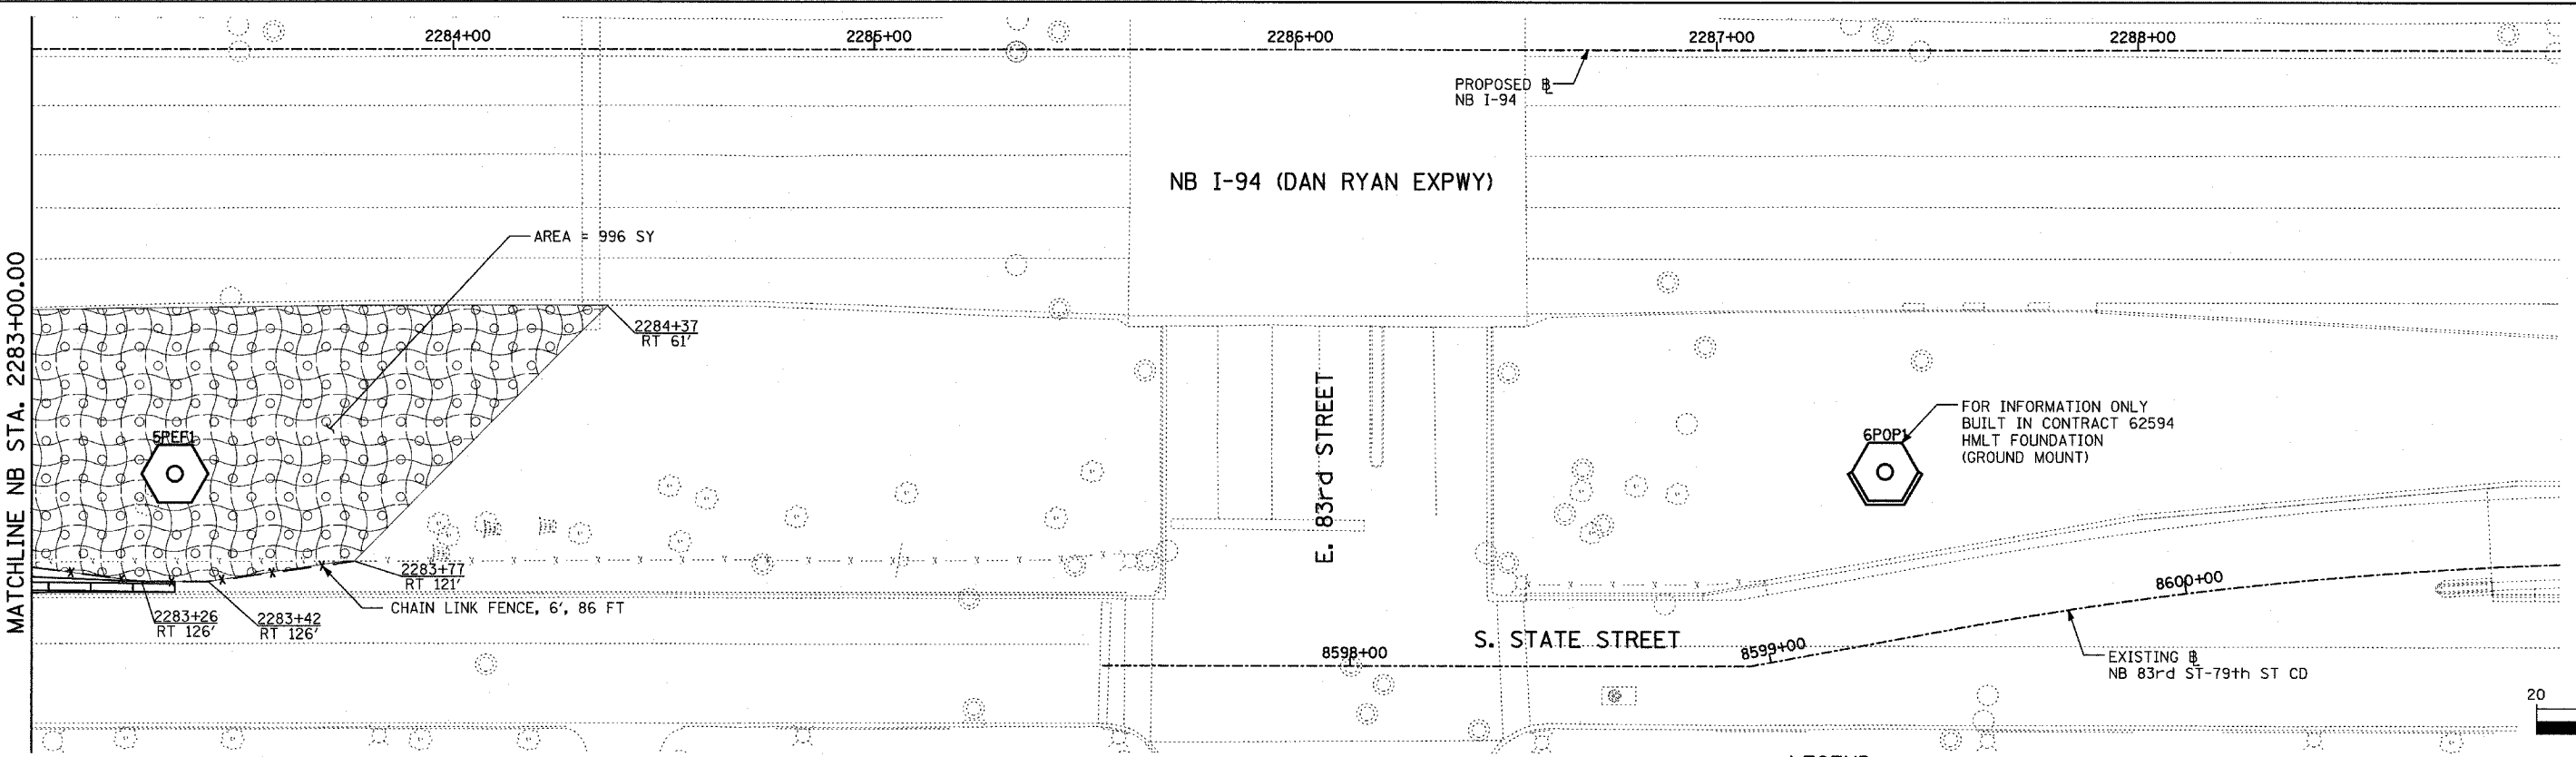 2284+00
2285+00
2286+00
2287+00
2288+00
PROPOSED BL
NB I-94
NB I-94 (DAN RYAN EXPWY)
AREA = 996 SY
MATCHLINE NB STA. 2283+00.00
2284+37
RT 61'
E. 83rd STREET
FOR INFORMATION ONLY
BUILT IN CONTRACT 62594
HMLT FOUNDATION
(GROUND MOUNT)
5REF1
6P0P1
2283+77
RT 121'
CHAIN LINK FENCE, 6', 86 FT
2283+26
RT 126'
2283+42
RT 126'
S. STATE STREET
8598+00
8599+00
8600+00
EXISTING BL
NB 83rd ST-79th ST CD
20